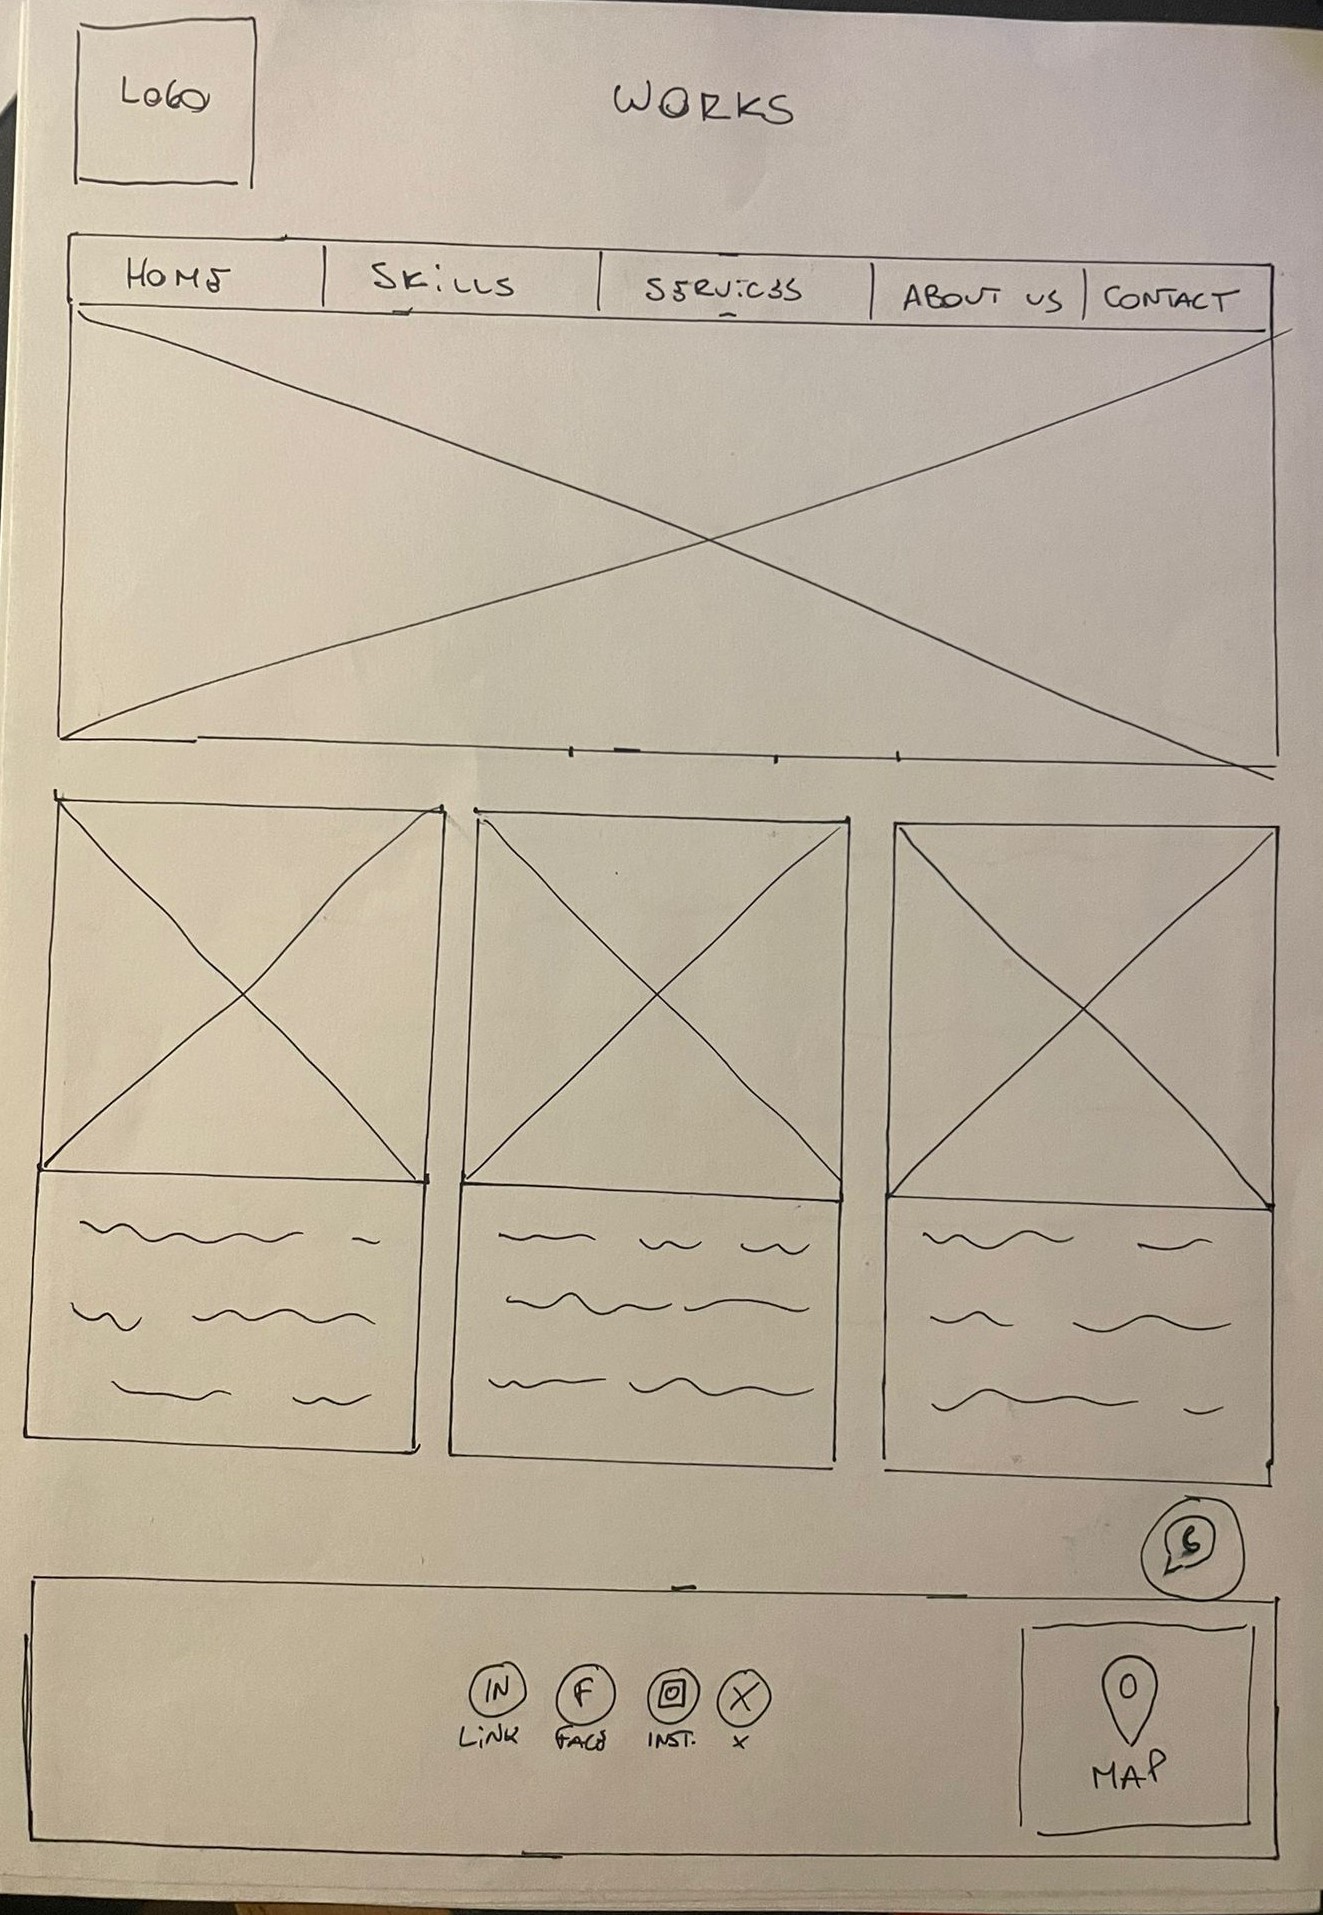 LOGO
WORKS
HOME SKiLLS SERViCES ABOUT US CONTACT
IN F X
LiNK FACE INST. X
MAP